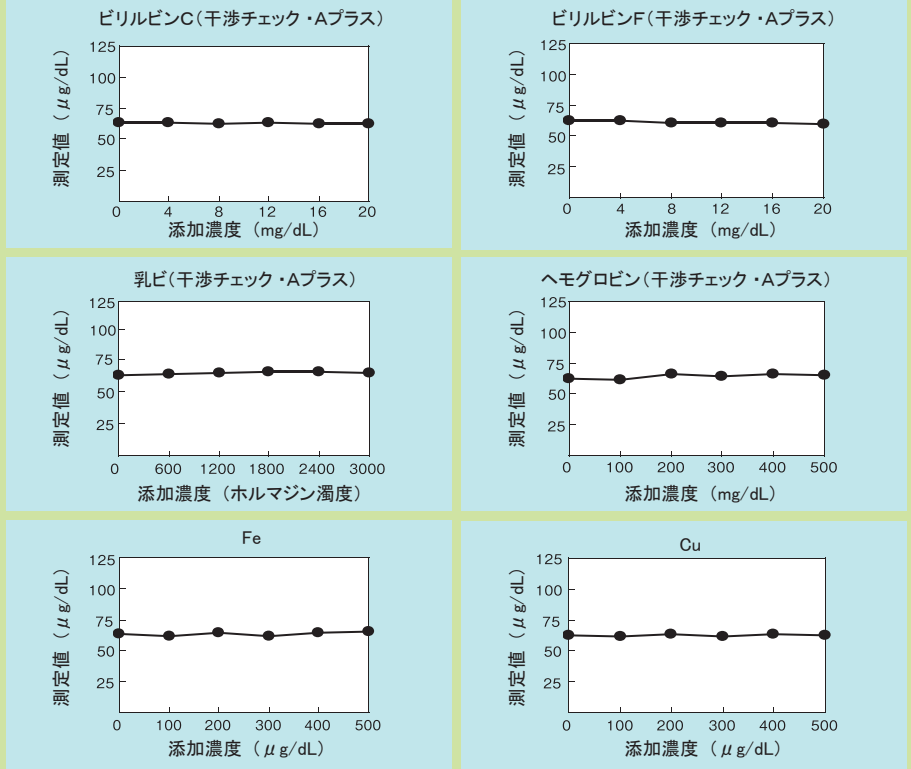 ビリルビンC(干渉チェック・Aプラス)
測定値(μg/dL)
125
100
75
50
25
0 4 8 12 16 20
添加濃度(mg/dL)
ビリルビンF(干渉チェック・Aプラス)
測定値(μg/dL)
125
100
75
50
25
0 4 8 12 16 20
添加濃度(mg/dL)
乳ビ(干渉チェック・Aプラス)
測定値(μg/dL)
125
100
75
50
25
0 600 1200 1800 2400 3000
添加濃度(ホルマジン濁度)
ヘモグロビン(干渉チェック・Aプラス)
測定値(μg/dL)
125
100
75
50
25
0 100 200 300 400 500
添加濃度(mg/dL)
Fe
測定値(μg/dL)
125
100
75
50
25
0 100 200 300 400 500
添加濃度(μg/dL)
Cu
測定値(μg/dL)
125
100
75
50
25
0 100 200 300 400 500
添加濃度(μg/dL)